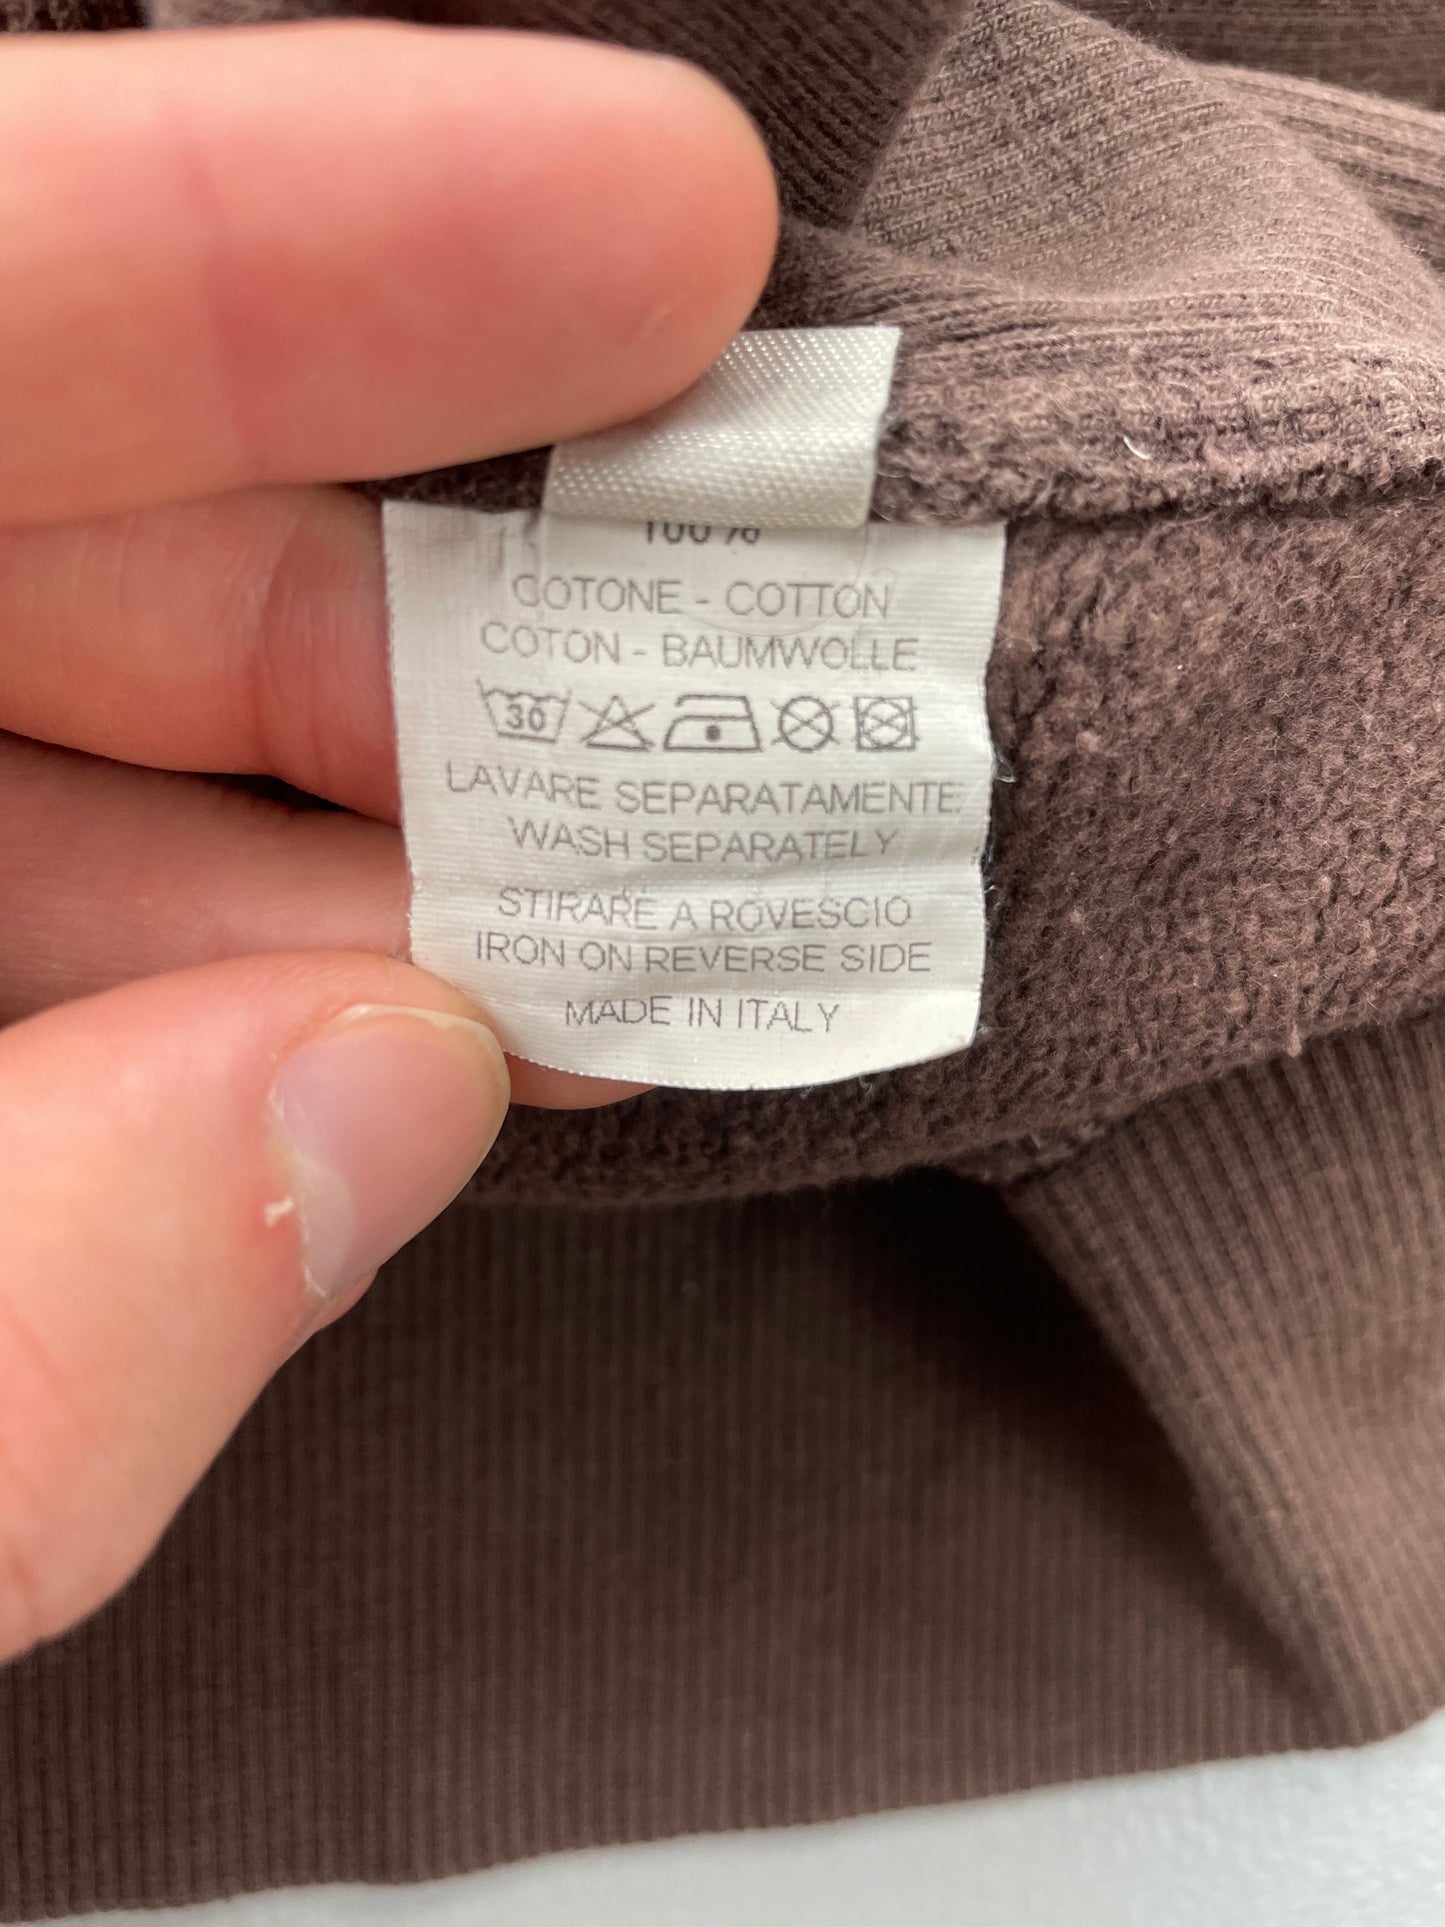 100%
COTONE - COTTON
COTON - BAUMWOLLE
30
LAVARE SEPARATAMENTE
WASH SEPARATELY
STIRARE A ROVESCIO
IRON ON REVERSE SIDE
MADE IN ITALY